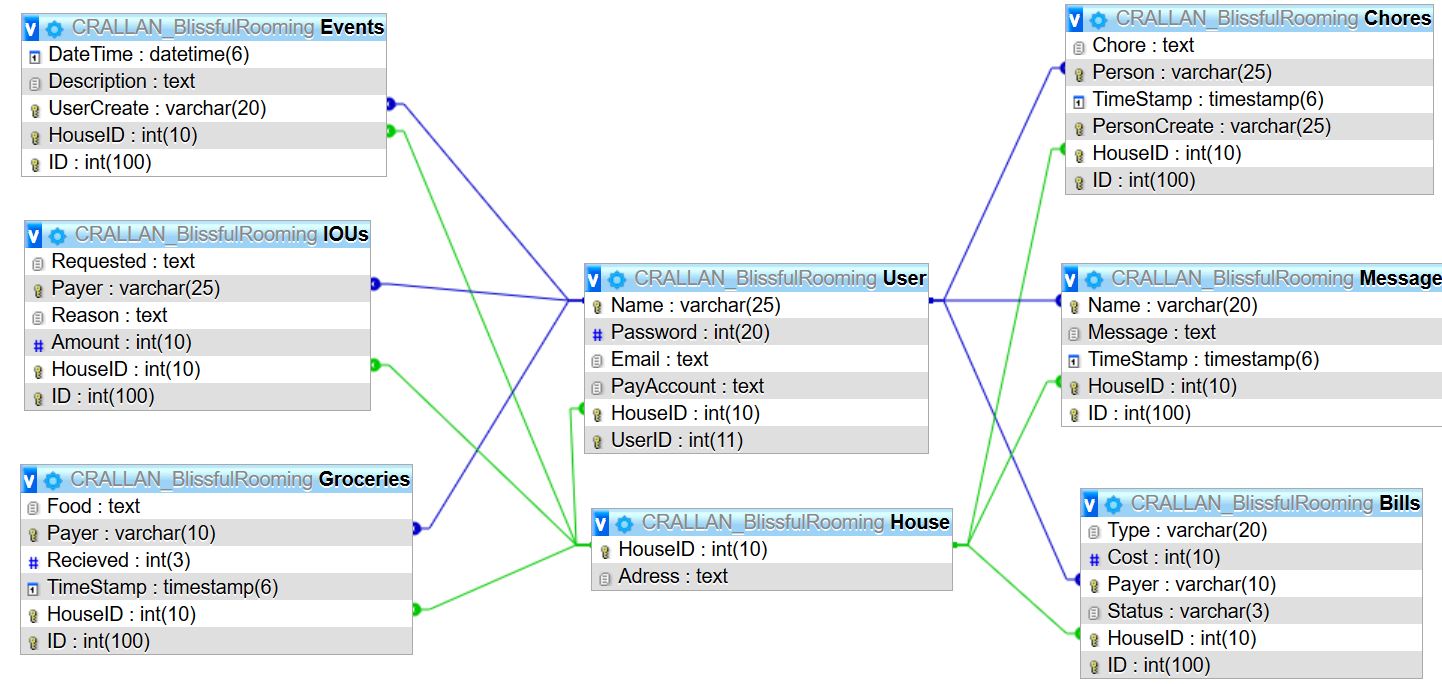 CRALLAN_BlissfulRooming Events
DateTime : datetime(6)
Description : text
UserCreate : varchar(20)
HouseID : int(10)
ID : int(100)
CRALLAN_BlissfulRooming IOUs
Requested : text
Payer : varchar(25)
Reason : text
# Amount : int(10)
HouseID : int(10)
ID : int(100)
CRALLAN_BlissfulRooming Groceries
Food : text
Payer : varchar(10)
# Recieved : int(3)
TimeStamp : timestamp(6)
HouseID : int(10)
ID : int(100)
CRALLAN_BlissfulRooming User
Name : varchar(25)
# Password : int(20)
Email : text
PayAccount : text
HouseID : int(10)
UserID : int(11)
CRALLAN_BlissfulRooming House
HouseID : int(10)
Adress : text
CRALLAN_BlissfulRooming Chores
Chore : text
Person : varchar(25)
TimeStamp : timestamp(6)
PersonCreate : varchar(25)
HouseID : int(10)
ID : int(100)
CRALLAN_BlissfulRooming Message
Name : varchar(20)
Message : text
TimeStamp : timestamp(6)
HouseID : int(10)
ID : int(100)
CRALLAN_BlissfulRooming Bills
Type : varchar(20)
# Cost : int(10)
Payer : varchar(10)
Status : varchar(3)
HouseID : int(10)
ID : int(100)